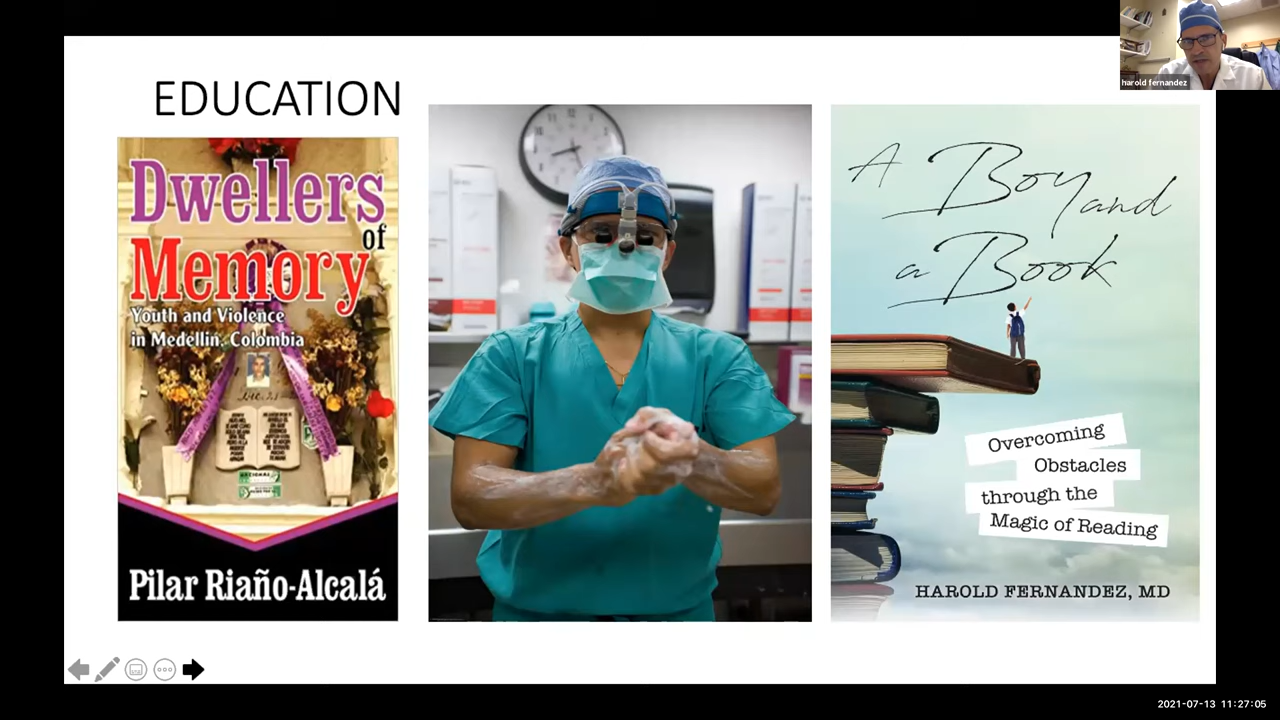 harold fernandez
EDUCATION
Dwellers
of
Memory
Youth and Violence
in Medellín, Colombia
Pilar Riaño-Alcalá
A Boy and
a Book
Overcoming
Obstacles
through the
Magic of Reading
HAROLD FERNANDEZ, MD
2021-07-13 11:27:05